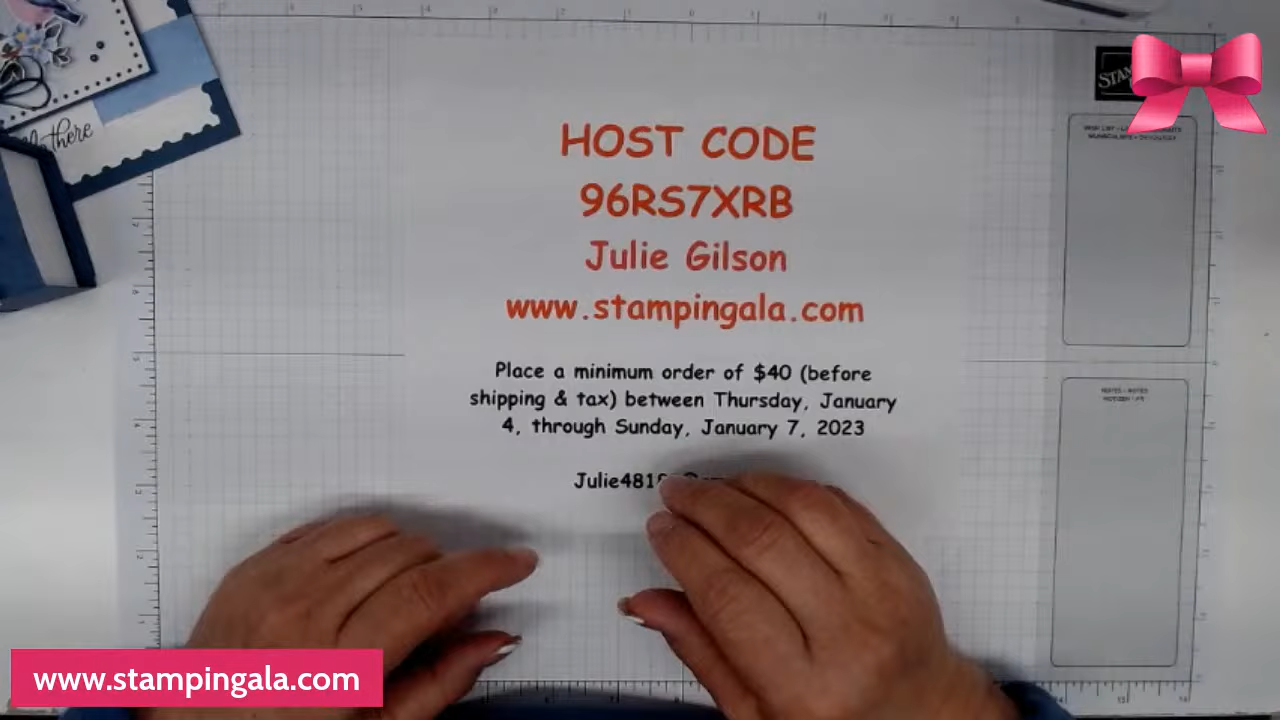 HOST CODE
96RS7XRB
Julie Gilson
www.stampingala.com
Place a minimum order of $40 (before
shipping & tax) between Thursday, January
4, through Sunday, January 7, 2023
there
www.stampingala.com